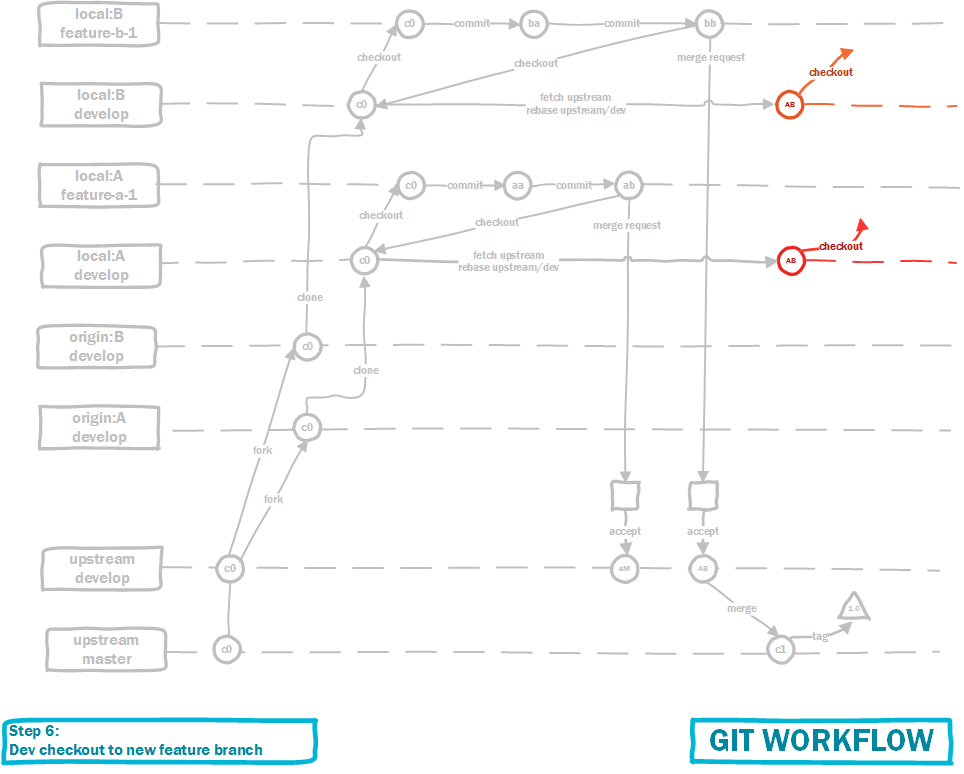 local:B
feature-b-1
c0
commit
ba
commit
bb
checkout
checkout
merge request
checkout
local:B
develop
c0
fetch upstream
rebase upstream/dev
AB
local:A
feature-a-1
c0
commit
aa
commit
ab
checkout
checkout
merge request
checkout
local:A
develop
c0
fetch upstream
rebase upstream/dev
AB
clone
origin:B
develop
c0
clone
origin:A
develop
c0
fork
fork
accept
accept
upstream
develop
c0
aM
AB
merge
1.0
tag
upstream
master
c0
c1
Step 6:
Dev checkout to new feature branch
GIT WORKFLOW